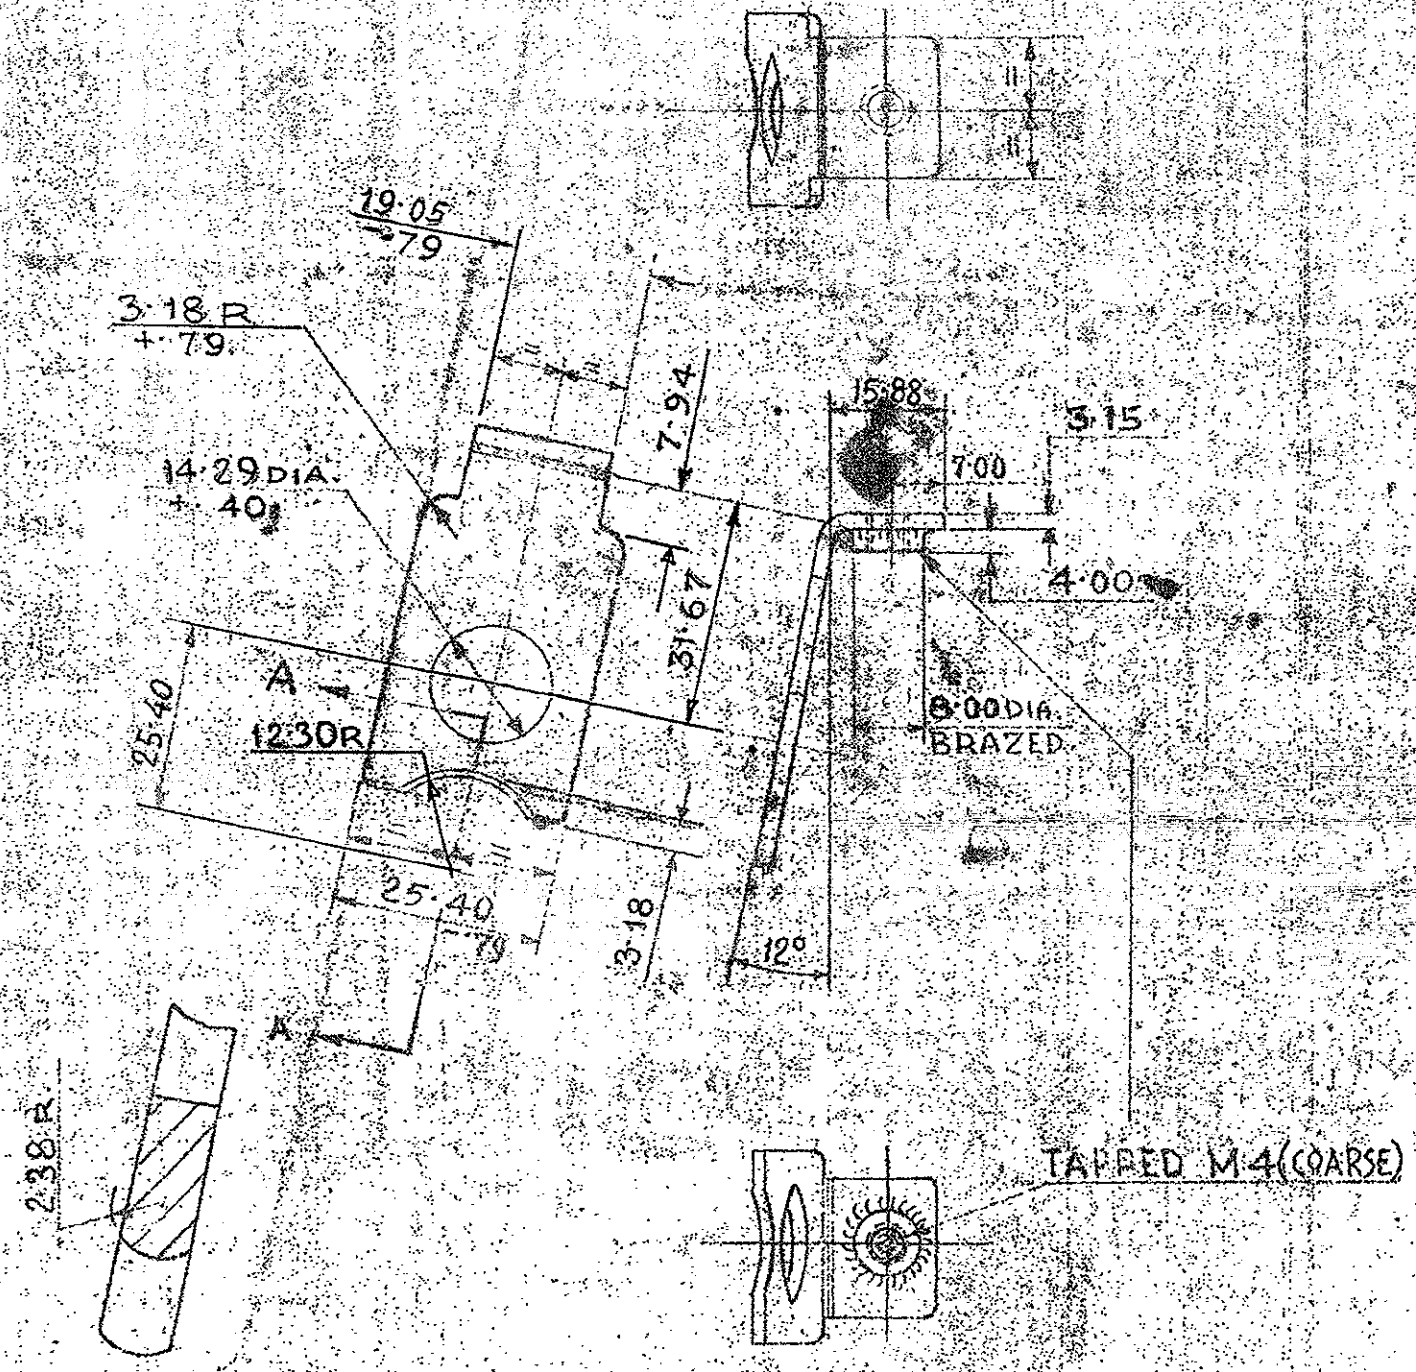 19.05
-.79
3.18 R.
+.79.
14.29 DIA.
+.40
7.94
15.88
3.15
7.00
31.67
4.00
A
12.30R
25.40
8.00 DIA.
BRAZED.
25.40
-.79
3.18
12°
A
2.38 R.
TAPPED M4 (COARSE)